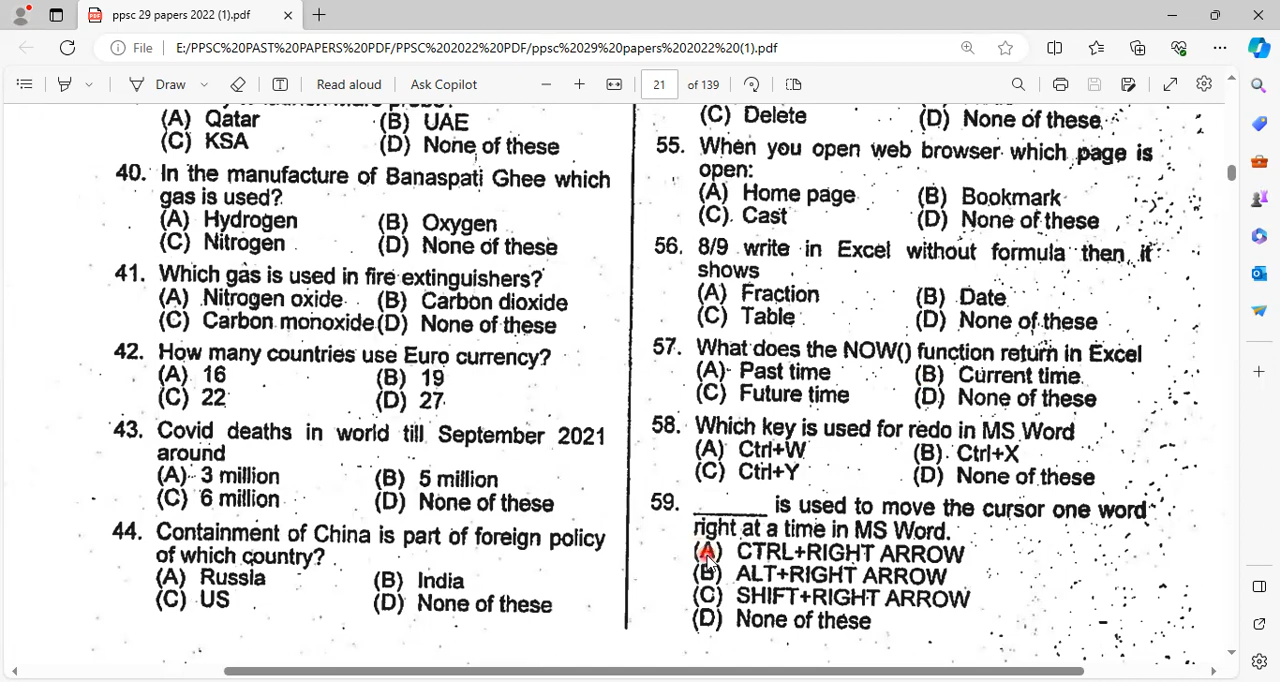 ppsc 29 papers 2022 (1).pdf
File
E:/PPSC%20PAST%20PAPERS%20PDF/PPSC%202022%20PDF/ppsc%2029%20papers%202022%20(1).pdf
Draw
Read aloud
Ask Copilot
21 of 139
(A) Qatar (B) UAE
(C) KSA (D) None of these
40. In the manufacture of Banaspati Ghee which
gas is used?
(A) Hydrogen (B) Oxygen
(C) Nitrogen (D) None of these
41. Which gas is used in fire extinguishers?
(A) Nitrogen oxide (B) Carbon dioxide
(C) Carbon monoxide (D) None of these
42. How many countries use Euro currency?
(A) 16 (B) 19
(C) 22 (D) 27
43. Covid deaths in world till September 2021
around
(A) 3 million (B) 5 million
(C) 6 million (D) None of these
44. Containment of China is part of foreign policy
of which country?
(A) Russia (B) India
(C) US (D) None of these
(C) Delete (D) None of these
55. When you open web browser which page is
open:
(A) Home page (B) Bookmark
(C) Cast (D) None of these
56. 8/9 write in Excel without formula then it
shows
(A) Fraction (B) Date
(C) Table (D) None of these
57. What does the NOW() function return in Excel
(A) Past time (B) Current time
(C) Future time (D) None of these
58. Which key is used for redo in MS Word
(A) Ctrl+W (B) Ctrl+X
(C) Ctrl+Y (D) None of these
59. _______ is used to move the cursor one word
right at a time in MS Word.
(A) CTRL+RIGHT ARROW
(B) ALT+RIGHT ARROW
(C) SHIFT+RIGHT ARROW
(D) None of these